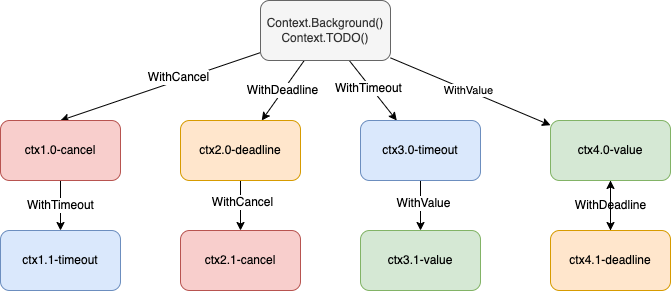 Context.Background()
Context.TODO()
WithCancel
WithDeadline
WithTimeout
WithValue
ctx1.0-cancel
ctx2.0-deadline
ctx3.0-timeout
ctx4.0-value
WithTimeout
WithCancel
WithValue
WithDeadline
ctx1.1-timeout
ctx2.1-cancel
ctx3.1-value
ctx4.1-deadline